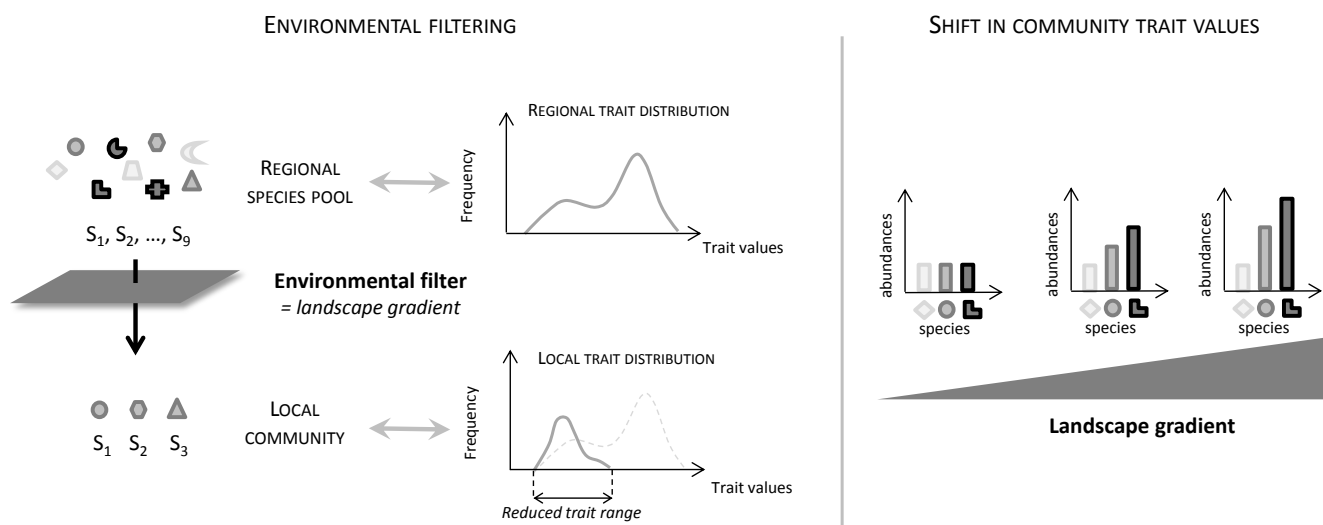 ENVIRONMENTAL FILTERING
SHIFT IN COMMUNITY TRAIT VALUES
REGIONAL TRAIT DISTRIBUTION
REGIONAL
SPECIES POOL
Frequency
Trait values
S1, S2, ..., S9
Environmental filter
= landscape gradient
LOCAL TRAIT DISTRIBUTION
LOCAL
COMMUNITY
Frequency
Trait values
S1 S2 S3
Reduced trait range
abundances
species
abundances
species
abundances
species
Landscape gradient